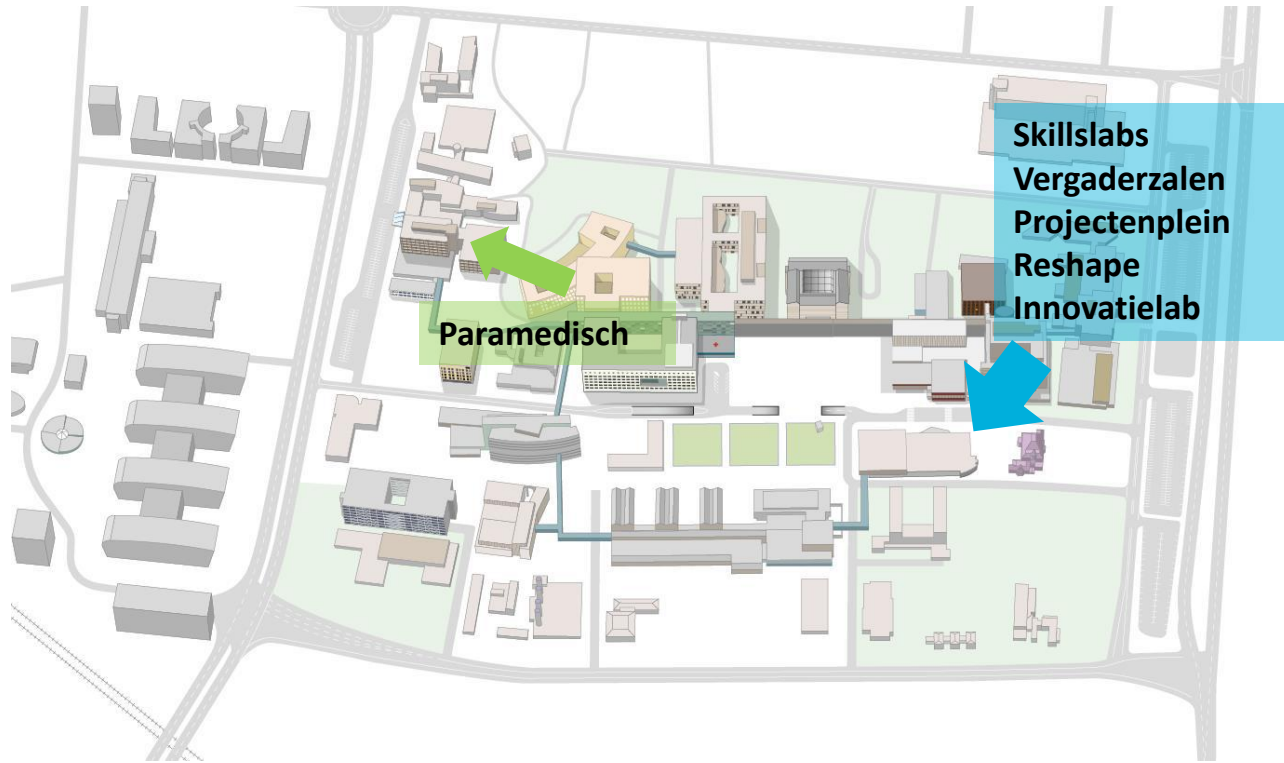 Skillslabs
Vergaderzalen
Projectenplein
Reshape
Innovatielab
Paramedisch